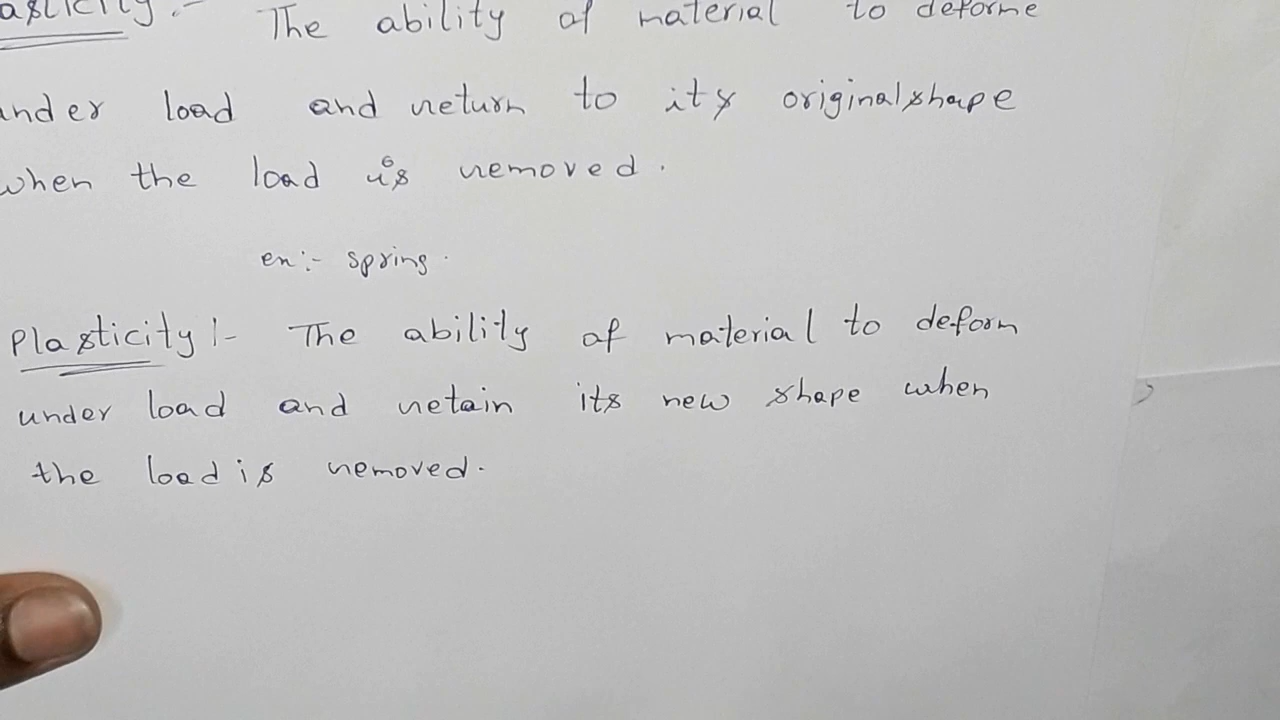 asticity :- The ability of material to deforme
under load and return to its original shape
when the load is removed.
ex:- spring.
Plasticity :- The ability of material to deform
under load and retain its new shape when
the load is removed.